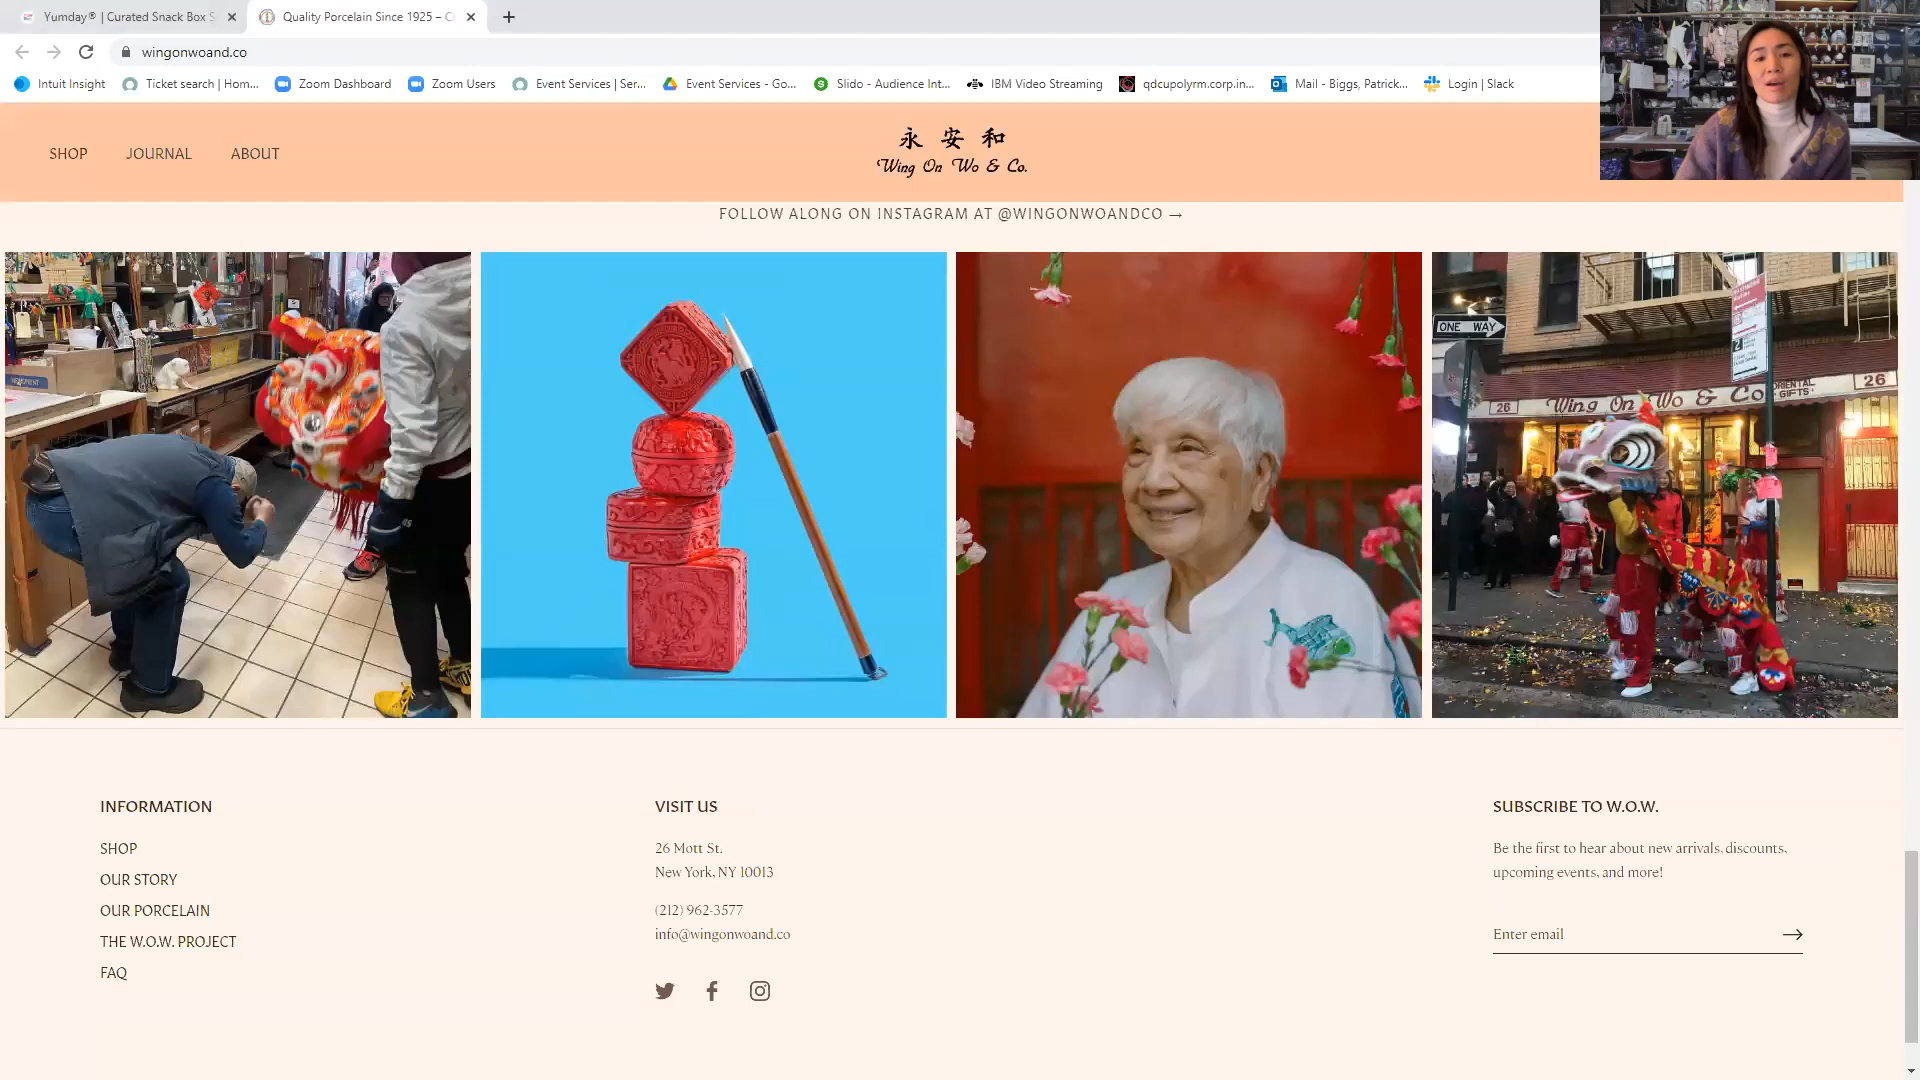 Yumday® | Curated Snack Box S
Quality Porcelain Since 1925 – C
wingonwoand.co
Intuit Insight
Ticket search | Hom...
Zoom Dashboard
Zoom Users
Event Services | Ser...
Event Services - Go...
Slido - Audience Int...
IBM Video Streaming
qdcupolyrm.corp.in...
Mail - Biggs, Patrick...
Login | Slack
SHOP
JOURNAL
ABOUT
永安和
Wing On Wo & Co.
FOLLOW ALONG ON INSTAGRAM AT @WINGONWOANDCO →
ONE WAY
26
Wing On Wo & Co
ORIENTAL
GIFTS
26
INFORMATION
SHOP
OUR STORY
OUR PORCELAIN
THE W.O.W. PROJECT
FAQ
VISIT US
26 Mott St.
New York, NY 10013
(212) 962-3577
info@wingonwoand.co
SUBSCRIBE TO W.O.W.
Be the first to hear about new arrivals, discounts,
upcoming events, and more!
Enter email